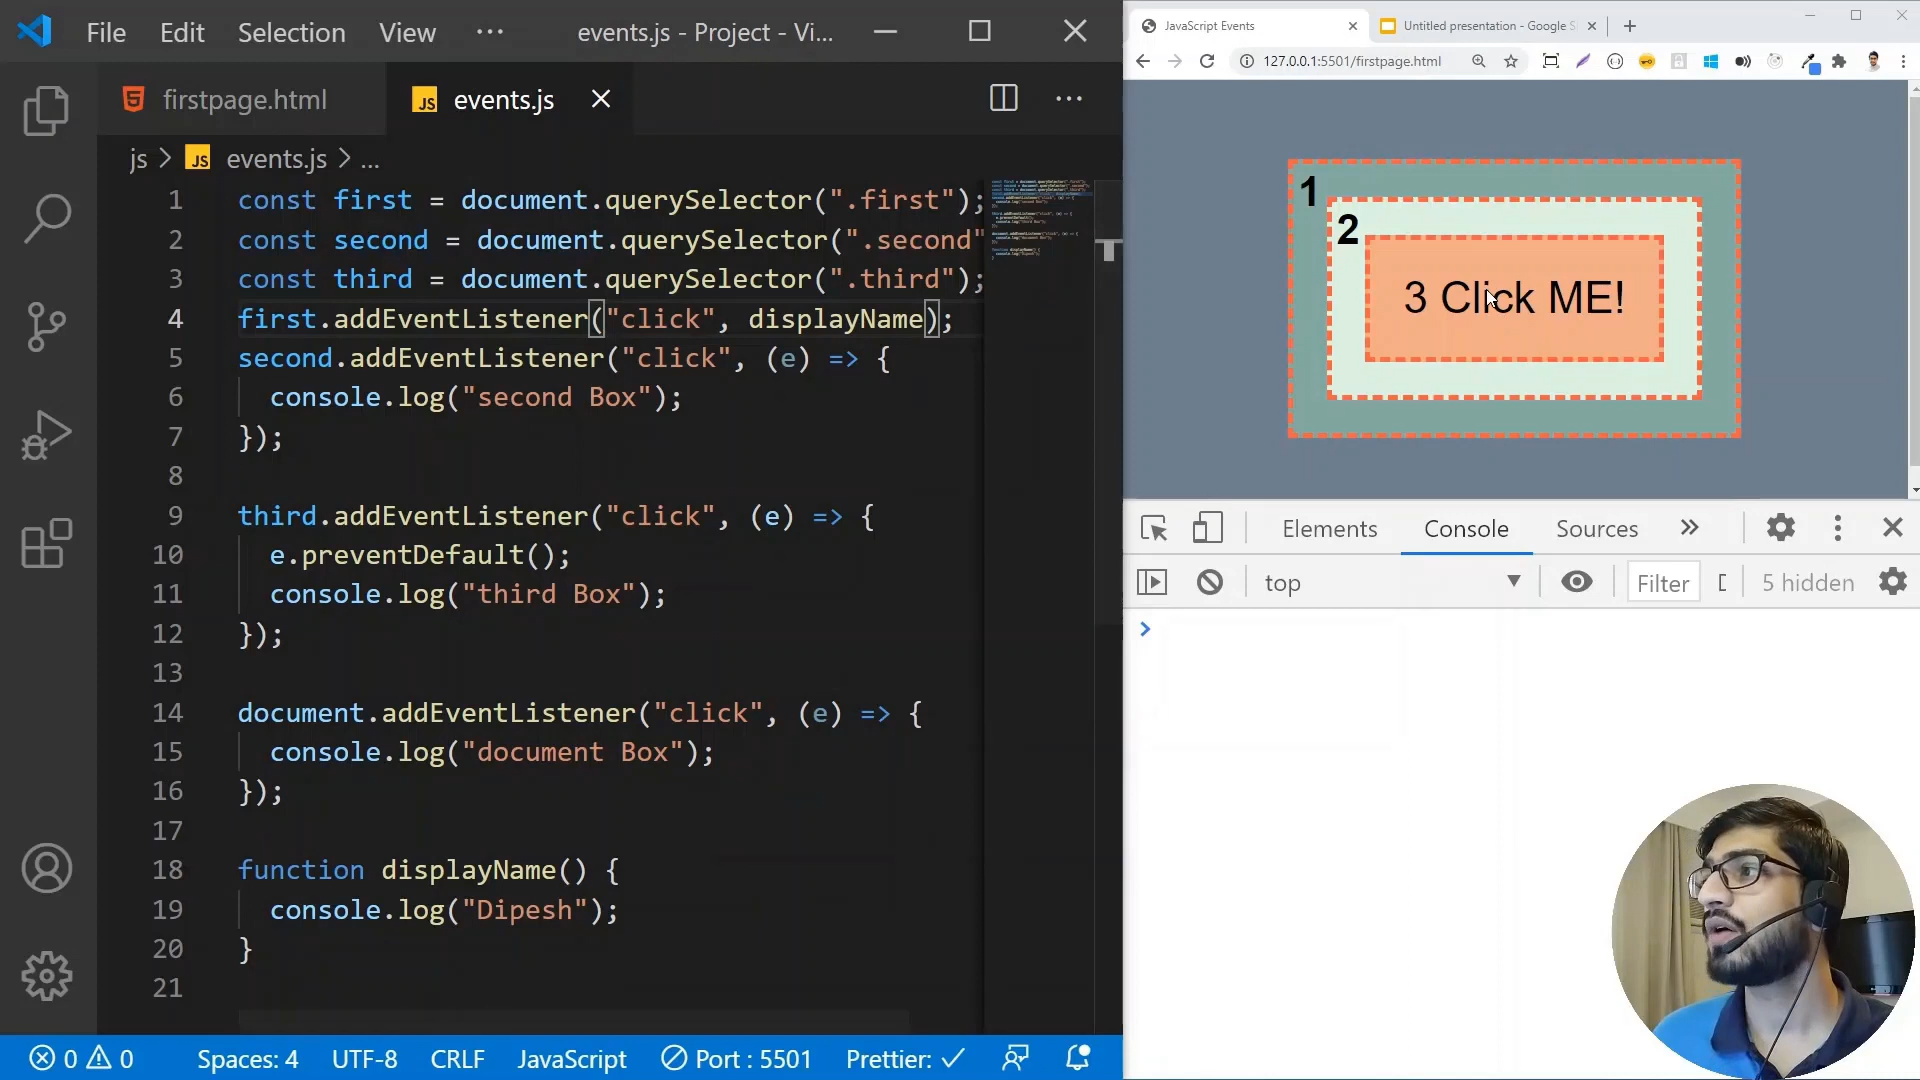 File Edit Selection View ··· events.js - Project - Vi...
firstpage.html
JS events.js
js > JS events.js > ...
1 const first = document.querySelector(".first");
2 const second = document.querySelector(".second"
3 const third = document.querySelector(".third");
4 first.addEventListener("click", displayName);
5 second.addEventListener("click", (e) => {
6 console.log("second Box");
7 });
8
9 third.addEventListener("click", (e) => {
10 e.preventDefault();
11 console.log("third Box");
12 });
13
14 document.addEventListener("click", (e) => {
15 console.log("document Box");
16 });
17
18 function displayName() {
19 console.log("Dipesh");
20 }
21
0 0 Spaces: 4 UTF-8 CRLF JavaScript Port : 5501 Prettier: ✓
JavaScript Events
Untitled presentation - Google S
127.0.0.1:5501/firstpage.html
1
2
3 Click ME!
Elements Console Sources »
top Filter 5 hidden
>